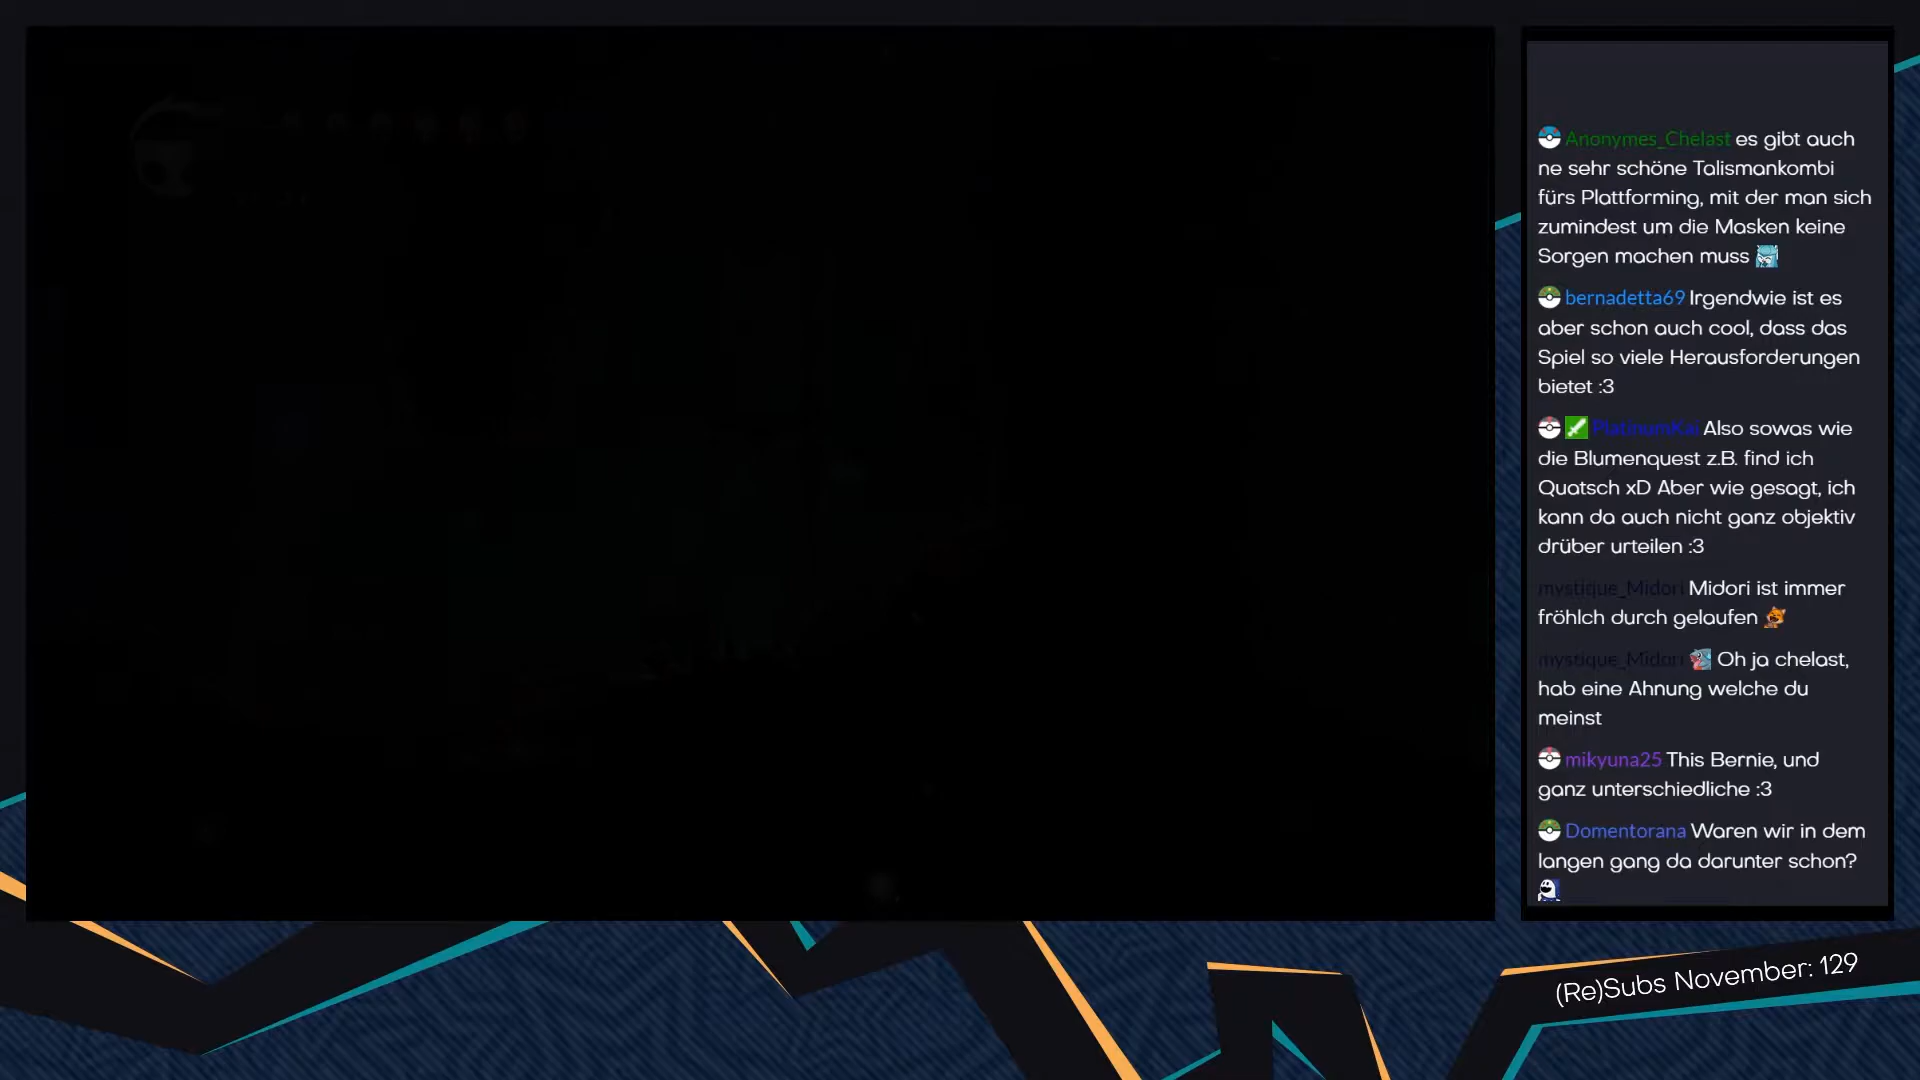 Anonymes_Chelast es gibt auch
ne sehr schöne Talismankombi
fürs Plattforming, mit der man sich
zumindest um die Masken keine
Sorgen machen muss
bernadetta69 Irgendwie ist es
aber schon auch cool, dass das
Spiel so viele Herausforderungen
bietet :3
PlatinumKai Also sowas wie
die Blumenquest z.B. find ich
Quatsch xD Aber wie gesagt, ich
kann da auch nicht ganz objektiv
drüber urteilen :3
mystique_Midori Midori ist immer
fröhlch durch gelaufen
mystique_Midori Oh ja chelast,
hab eine Ahnung welche du
meinst
mikyuna25 This Bernie, und
ganz unterschiedliche :3
Domentorana Waren wir in dem
langen gang da darunter schon?
(Re)Subs November: 129